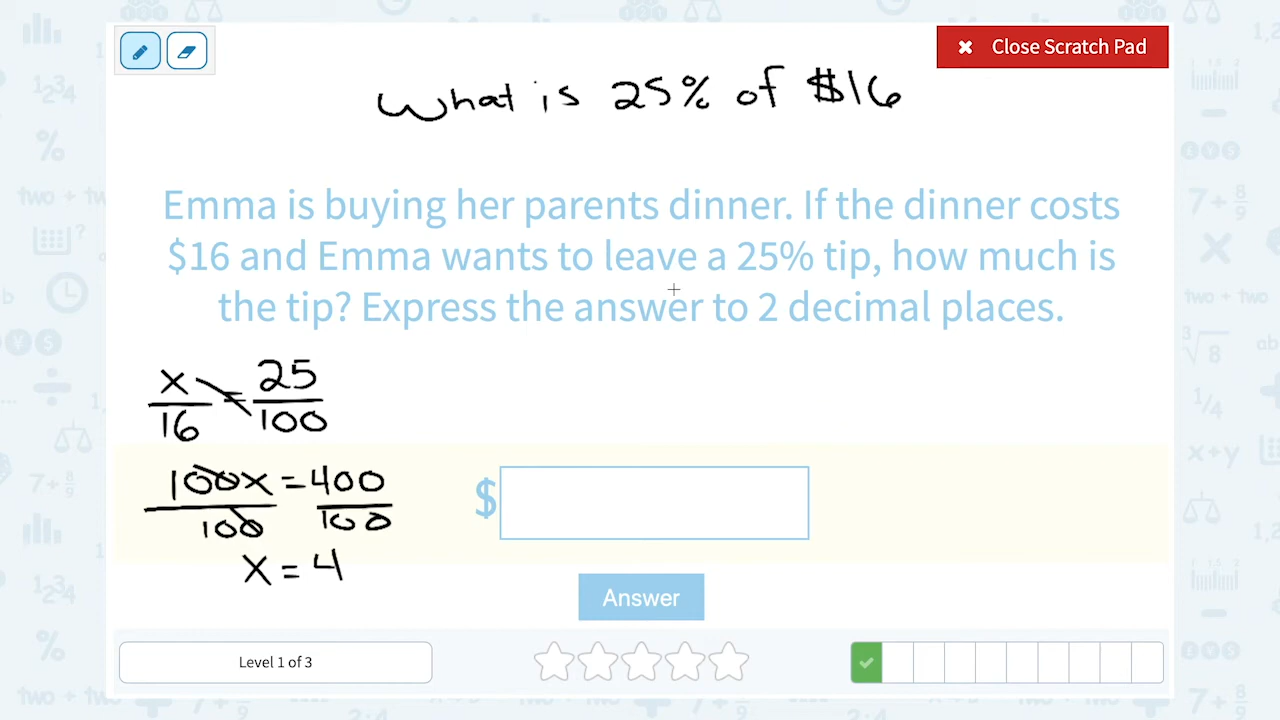 Close Scratch Pad
What is 25% of $16
Emma is buying her parents dinner. If the dinner costs
$16 and Emma wants to leave a 25% tip, how much is
the tip? Express the answer to 2 decimal places.
x/16 = 25/100
100x/100 = 400/100
x = 4
$
Answer
Level 1 of 3